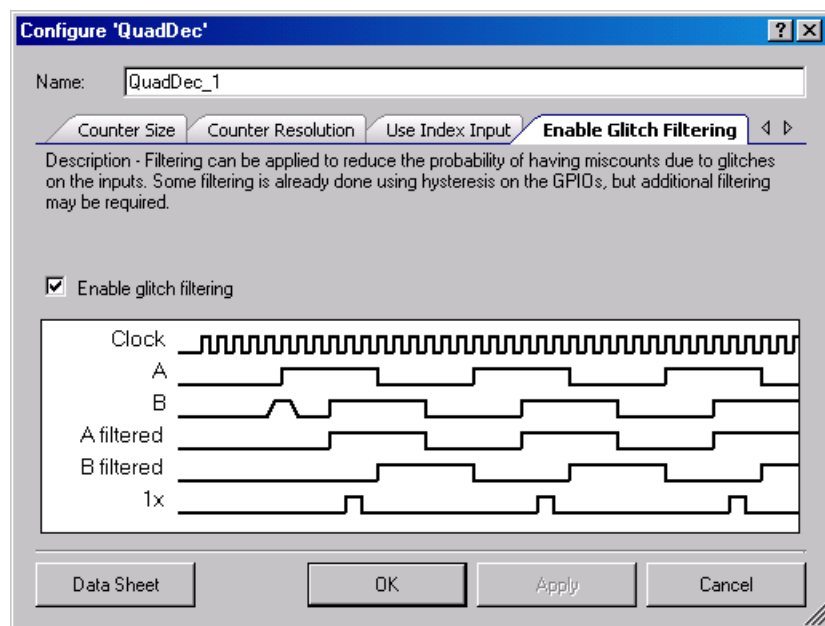 Configure 'QuadDec'
Name: QuadDec_1
Counter Size Counter Resolution Use Index Input Enable Glitch Filtering
Description - Filtering can be applied to reduce the probability of having miscounts due to glitches
on the inputs. Some filtering is already done using hysteresis on the GPIOs, but additional filtering
may be required.
Enable glitch filtering
Clock
A
B
A filtered
B filtered
1x
Data Sheet OK Apply Cancel